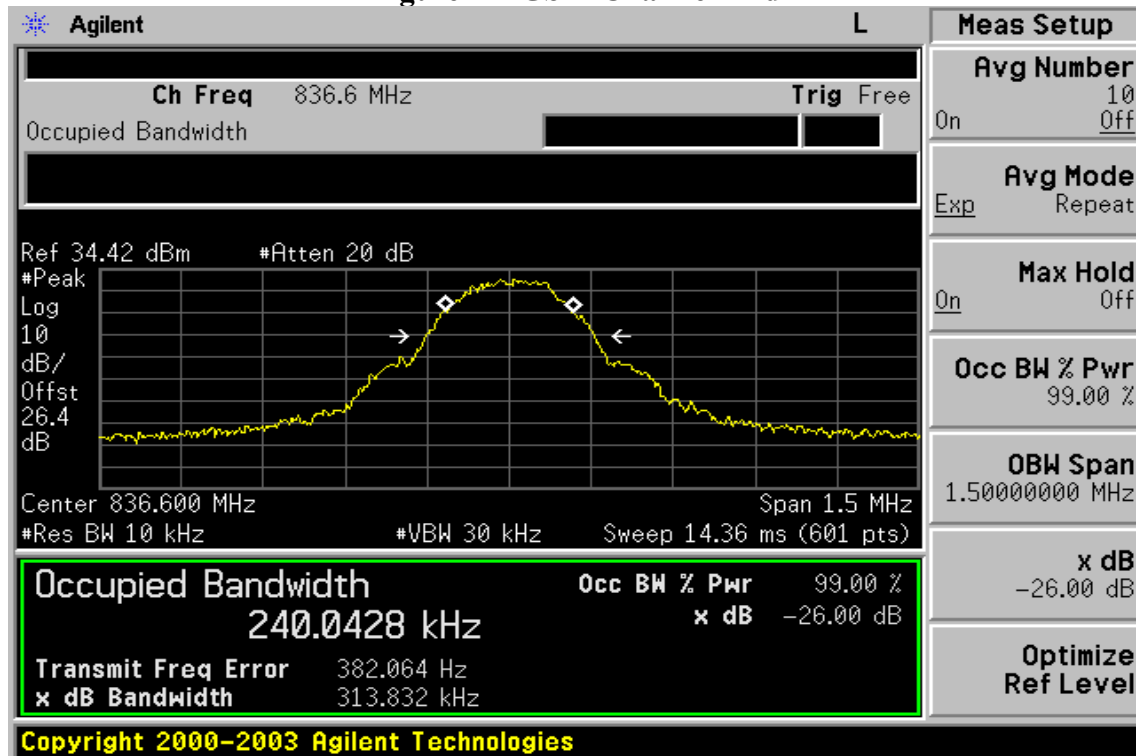 Agilent L
Ch Freq 836.6 MHz Trig Free
Occupied Bandwidth
Ref 34.42 dBm #Atten 20 dB
#Peak
Log
10
dB/
Offst
26.4
dB
Center 836.600 MHz Span 1.5 MHz
#Res BW 10 kHz #VBW 30 kHz Sweep 14.36 ms (601 pts)
Occupied Bandwidth Occ BW % Pwr 99.00 %
240.0428 kHz x dB -26.00 dB
Transmit Freq Error 382.064 Hz
x dB Bandwidth 313.832 kHz
Copyright 2000-2003 Agilent Technologies
Meas Setup
Avg Number
10
On Off
Avg Mode
Exp Repeat
Max Hold
On Off
Occ BW % Pwr
99.00 %
OBW Span
1.50000000 MHz
x dB
-26.00 dB
Optimize
Ref Level